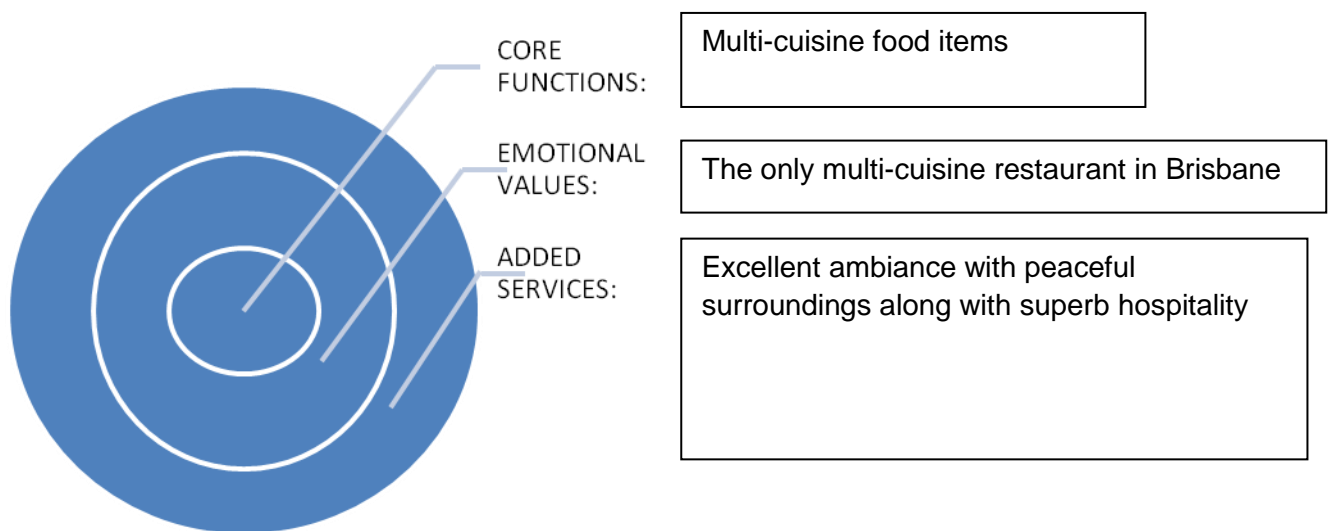 CORE
FUNCTIONS:
Multi-cuisine food items
EMOTIONAL
VALUES:
The only multi-cuisine restaurant in Brisbane
ADDED
SERVICES:
Excellent ambiance with peaceful
surroundings along with superb hospitality